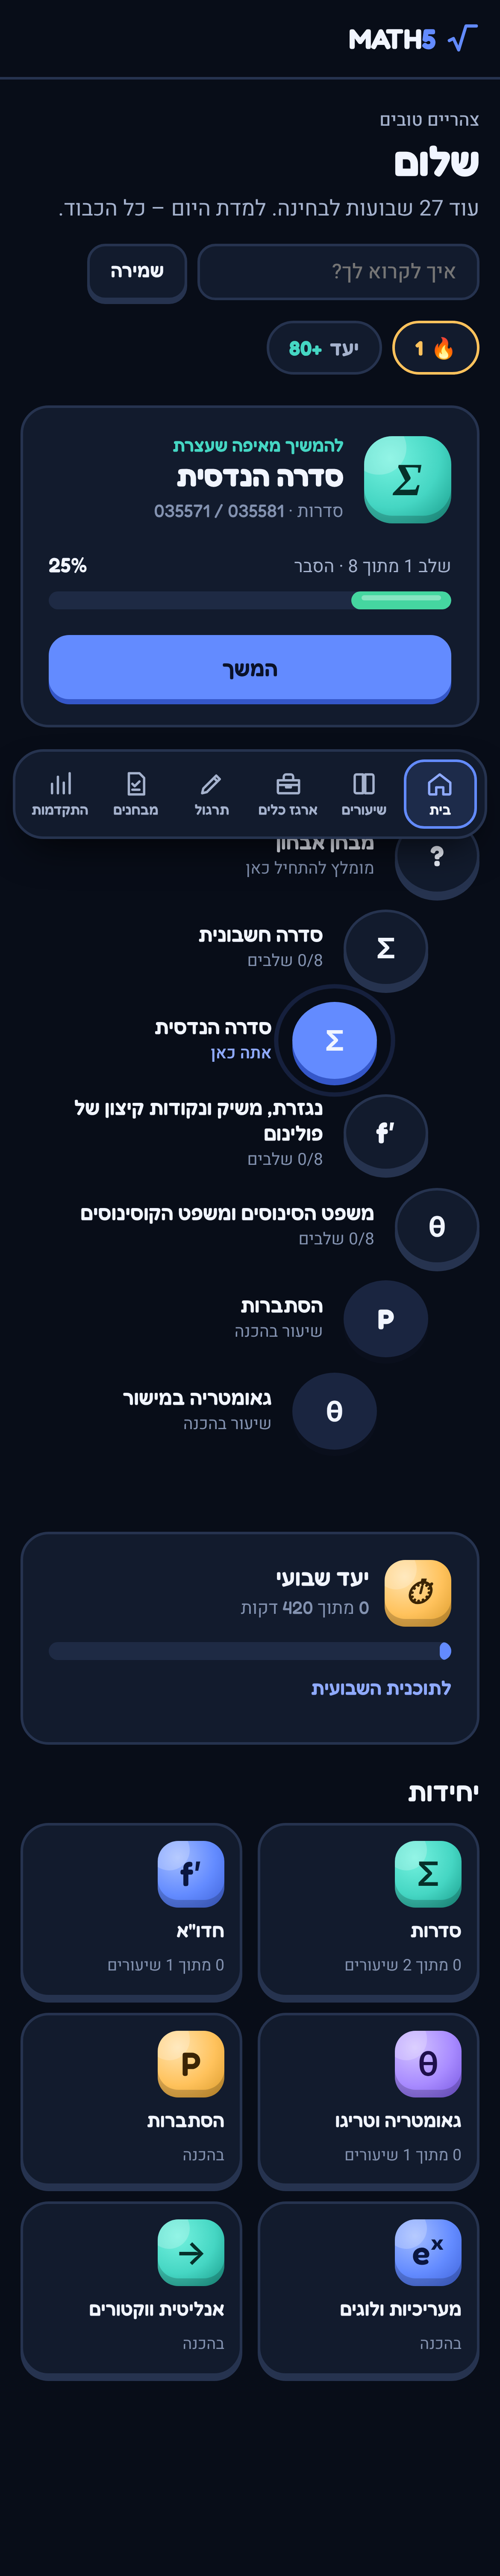 MATH5
צהריים טובים
שלום
עוד 27 שבועות לבחינה. למדת היום – כל הכבוד.
איך לקרוא לך?
שמירה
🔥 1
יעד 80+
Σ
להמשיך מאיפה שעצרת
סדרה הנדסית
סדרות · 035581 / 035571
שלב 1 מתוך 8 · הסבר
25%
המשך
בית
שיעורים
ארגז כלים
תרגול
מבחנים
התקדמות
?
מבחן אבחון
מומלץ להתחיל כאן
Σ
סדרה חשבונית
0/8 שלבים
Σ
סדרה הנדסית
אתה כאן
f′
נגזרת, משיק ונקודות קיצון של
פולינום
0/8 שלבים
θ
משפט הסינוסים ומשפט הקוסינוסים
0/8 שלבים
P
הסתברות
שיעור בהכנה
θ
גאומטריה במישור
שיעור בהכנה
⏱
יעד שבועי
0 מתוך 420 דקות
לתוכנית השבועית
יחידות
Σ
סדרות
0 מתוך 2 שיעורים
f′
חדו"א
0 מתוך 1 שיעורים
θ
גאומטריה וטריגו
0 מתוך 1 שיעורים
P
הסתברות
בהכנה
eˣ
מעריכיות ולוגים
בהכנה
→
אנליטית ווקטורים
בהכנה